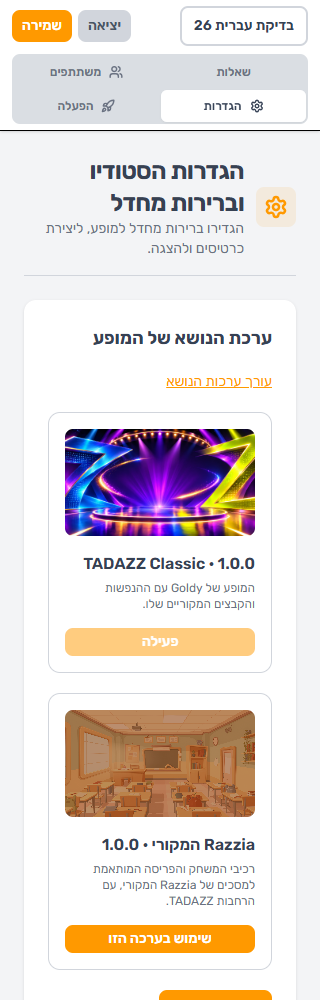 בדיקת עברית 26
יציאה
שמירה
שאלות
משתתפים
הגדרות
הפעלה
הגדרות הסטודיו
וברירות מחדל
הגדירו ברירות מחדל למופע, ליצירת
כרטיסים ולהצגה.
ערכת הנושא של המופע
עורך ערכות הנושא
TADAZZ Classic • 1.0.0
המופע של Goldy עם ההנפשות
והקבצים המקוריים שלו.
פעילה
Razzia המקורי • 1.0.0
רכיבי המשחק והפריסה המותאמת
למסכים של Razzia המקורי, עם
הרחבות TADAZZ.
שימוש בערכה הזו